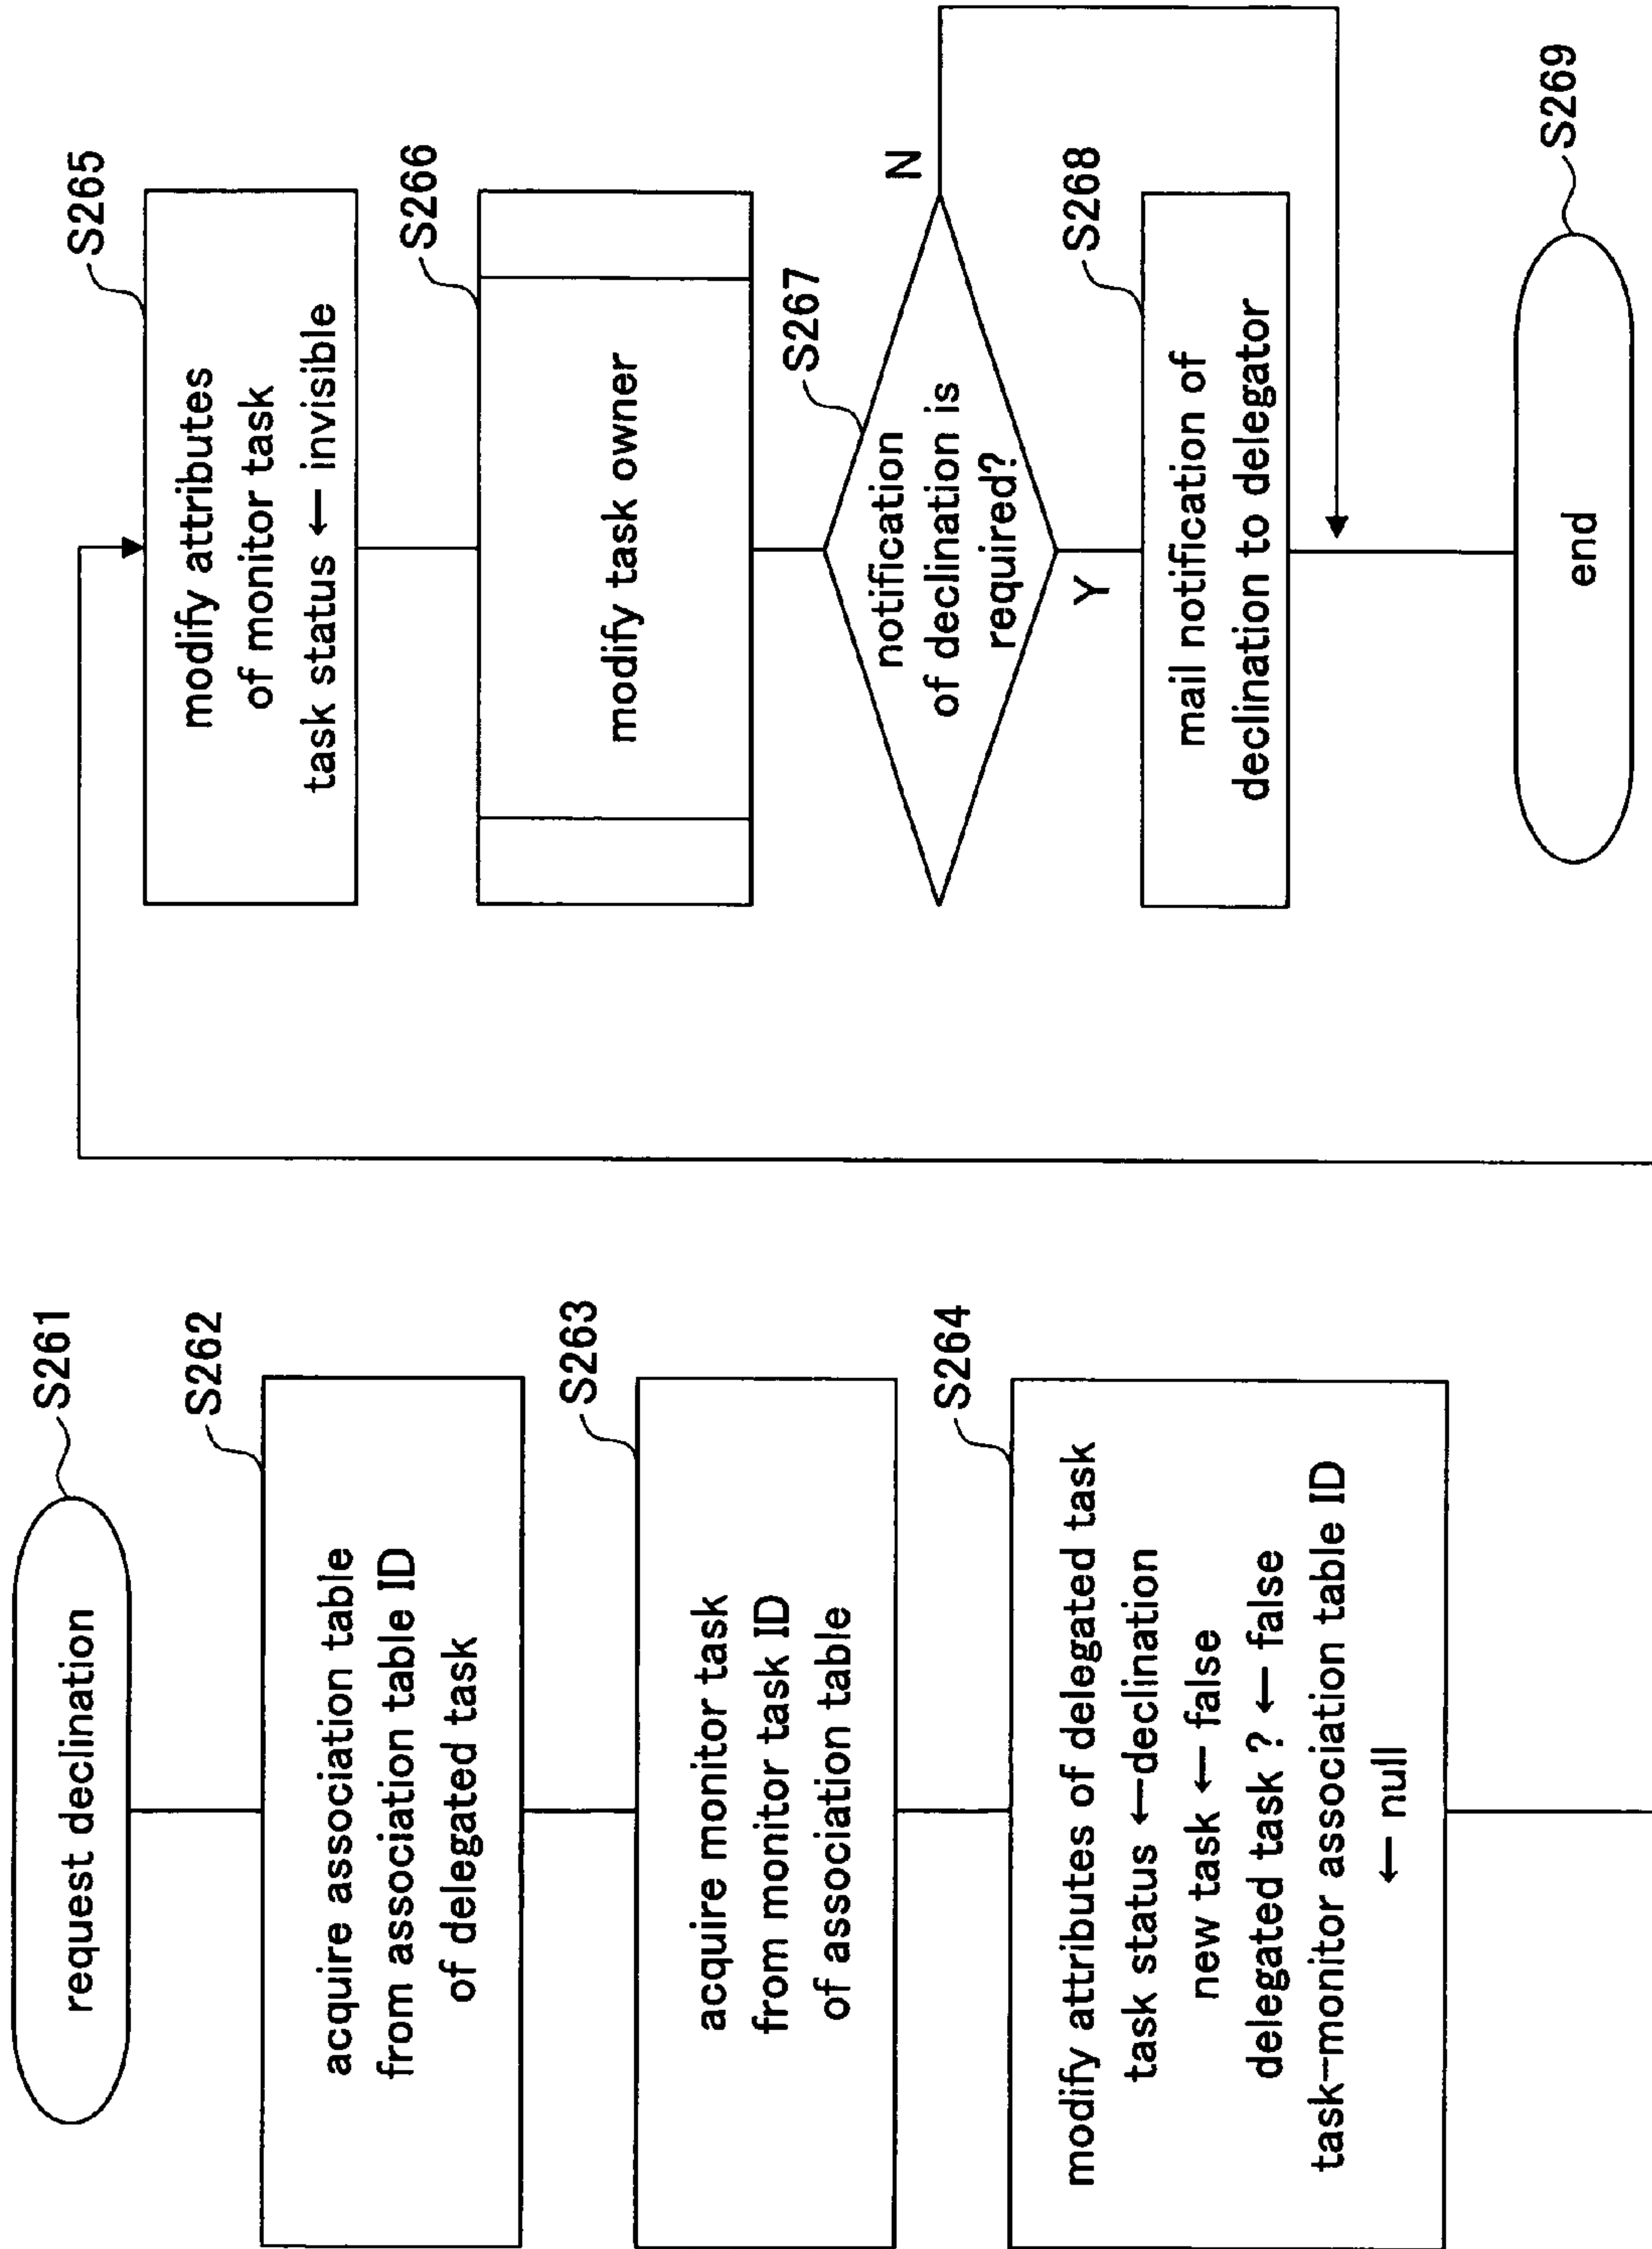 S261
request declination
S262
acquire association table
from association table ID
of delegated task
S263
acquire monitor task
from monitor task ID
of association table
S264
modify attributes of delegated task
task status ←declination
new task ← false
delegated task ? ← false
task-monitor association table ID
← null
S265
modify attributes
of monitor task
task status ← invisible
S266
modify task owner
S267
notification
of declination is
required?
N
Y
S268
mail notification of
declination to delegator
S269
end